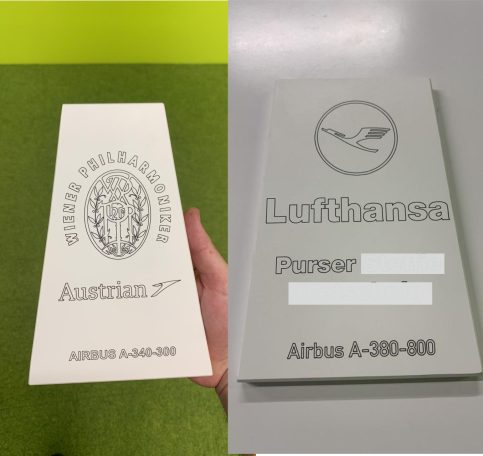 WIENER PHILHARMONIKER
Austrian
AIRBUS A-340-300
Lufthansa
Purser
Airbus A-380-800